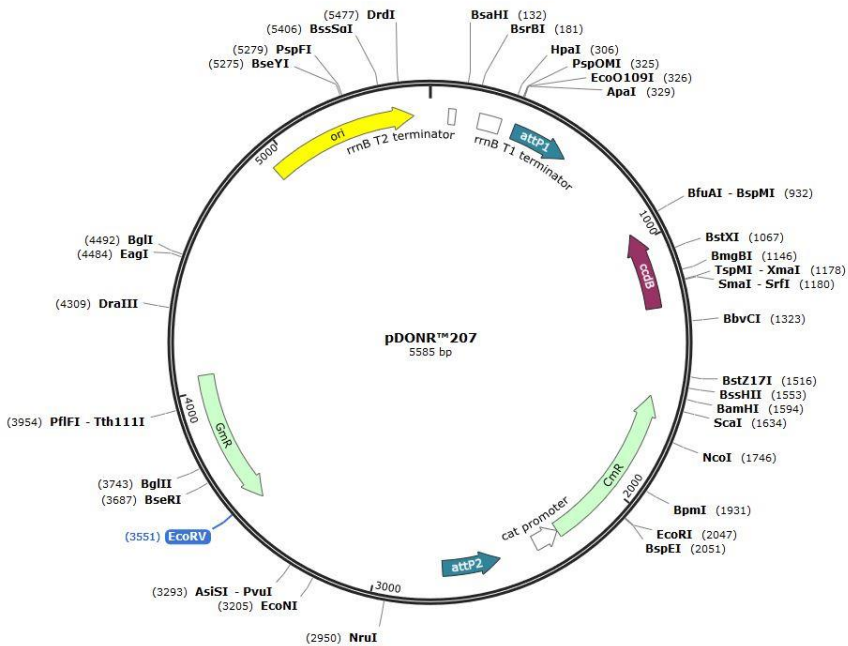 (5477) DrdI
(5406) BssSαI
(5279) PspFI
(5275) BseYI
BsaHI (132)
BsrBI (181)
HpaI (306)
PspOMI (325)
EcoO109I (326)
ApaI (329)
ori
rrnB T2 terminator
rrnB T1 terminator
attP1
5000
BfuAI - BspMI (932)
1000
BstXI (1067)
BmgBI (1146)
TspMI - XmaI (1178)
SmaI - SrfI (1180)
ccdB
BbvCI (1323)
(4492) BglI
(4484) EagI
(4309) DraIII
pDONR™207
5585 bp
BstZ17I (1516)
BssHII (1553)
BamHI (1594)
ScaI (1634)
NcoI (1746)
4000
(3954) PflFI - Tth111I
GmR
CmR
2000
(3743) BglII
(3687) BseRI
(3551) EcoRV
BpmI (1931)
EcoRI (2047)
BspEI (2051)
cat promoter
attP2
3000
(3293) AsiSI - PvuI
(3205) EcoNI
(2950) NruI